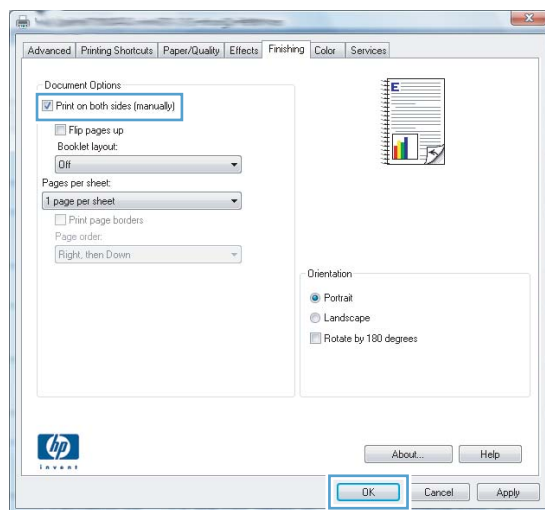 Advanced Printing Shortcuts Paper/Quality Effects Finishing Color Services
Document Options
Print on both sides (manually)
Flip pages up
Booklet layout:
Off
Pages per sheet:
1 page per sheet
Print page borders
Page order:
Right, then Down
E
Orientation
Portrait
Landscape
Rotate by 180 degrees
hp
invent
About... Help
OK Cancel Apply